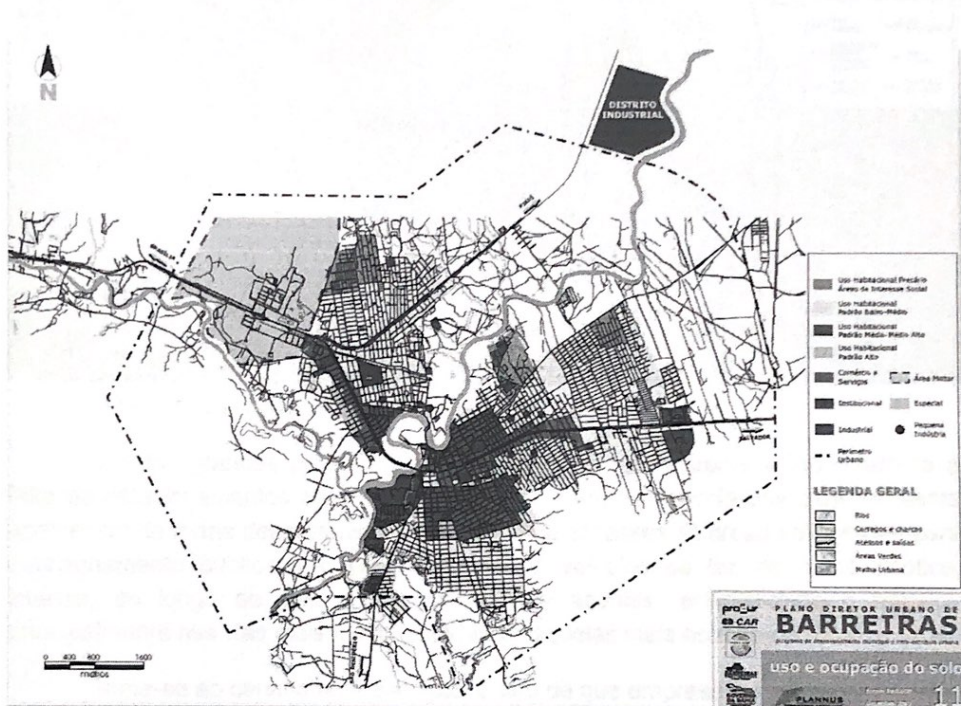 N
DISTRITO
INDUSTRIAL
Uso Habitacional Precário
Áreas de Interesse Social
Uso Habitacional
Padrão Baixo-Médio
Uso Habitacional
Padrão Médio-Médio Alto
Uso Habitacional
Padrão Alto
Comércio e
Serviços
Institucional
Especial
Industrial
Pequena
Indústria
Perímetro
Urbano
LEGENDA GERAL
Rios
Córregos e charcos
Acessos e saídas
Áreas Verdes
Malha Urbana
0 400 800 1600
metros
SALVADOR
CAR
PLANO DIRETOR URBANO DE
BARREIRAS
uso e ocupação do solo
PLANNUS
11